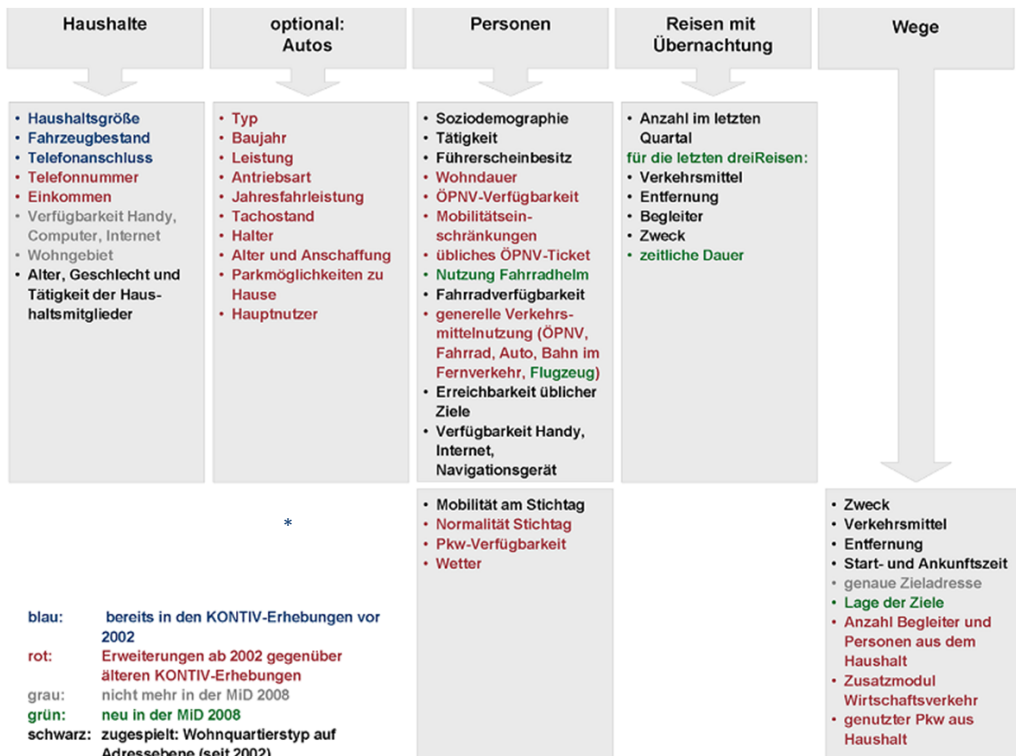 Haushalte
optional:
Autos
Personen
Reisen mit
Übernachtung
Wege
• Haushaltsgröße
• Fahrzeugbestand
• Telefonanschluss
• Telefonnummer
• Einkommen
• Verfügbarkeit Handy,
Computer, Internet
• Wohngebiet
• Alter, Geschlecht und
Tätigkeit der Haus-
haltsmitglieder
• Typ
• Baujahr
• Leistung
• Antriebsart
• Jahresfahrleistung
• Tachostand
• Halter
• Alter und Anschaffung
• Parkmöglichkeiten zu
Hause
• Hauptnutzer
• Soziodemographie
• Tätigkeit
• Führerscheinbesitz
• Wohndauer
• ÖPNV-Verfügbarkeit
• Mobilitätsein-
schränkungen
• übliches ÖPNV-Ticket
• Nutzung Fahrradhelm
• Fahrradverfügbarkeit
• generelle Verkehrs-
mittelnutzung (ÖPNV,
Fahrrad, Auto, Bahn im
Fernverkehr, Flugzeug)
• Erreichbarkeit üblicher
Ziele
• Verfügbarkeit Handy,
Internet,
Navigationsgerät
• Anzahl im letzten
Quartal
für die letzten dreiReisen:
• Verkehrsmittel
• Entfernung
• Begleiter
• Zweck
• zeitliche Dauer
• Mobilität am Stichtag
• Normalität Stichtag
• Pkw-Verfügbarkeit
• Wetter
• Zweck
• Verkehrsmittel
• Entfernung
• Start- und Ankunftszeit
• genaue Zieladresse
• Lage der Ziele
• Anzahl Begleiter und
Personen aus dem
Haushalt
• Zusatzmodul
Wirtschaftsverkehr
• genutzter Pkw aus
Haushalt
*
blau: bereits in den KONTIV-Erhebungen vor
2002
rot: Erweiterungen ab 2002 gegenüber
älteren KONTIV-Erhebungen
grau: nicht mehr in der MiD 2008
grün: neu in der MiD 2008
schwarz: zugespielt: Wohnquartierstyp auf
Adressebene (seit 2002)